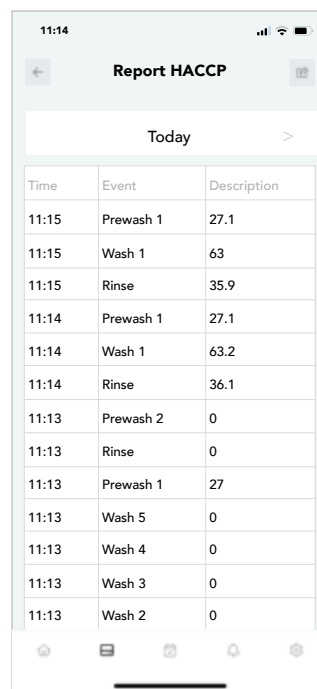 11:14
Report HACCP
Today >
Time Event Description
11:15 Prewash 1 27.1
11:15 Wash 1 63
11:15 Rinse 35.9
11:14 Prewash 1 27.1
11:14 Wash 1 63.2
11:14 Rinse 36.1
11:13 Prewash 2 0
11:13 Rinse 0
11:13 Prewash 1 27
11:13 Wash 5 0
11:13 Wash 4 0
11:13 Wash 3 0
11:13 Wash 2 0